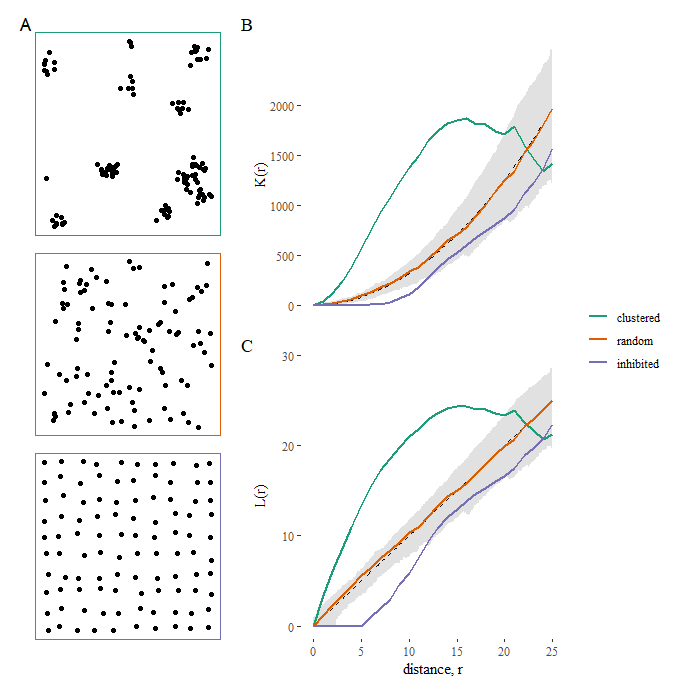 A
B
2000
1500
1000
500
0
K(r)
clustered
random
inhibited
C
30
20
10
0
L(r)
0 5 10 15 20 25
distance, r